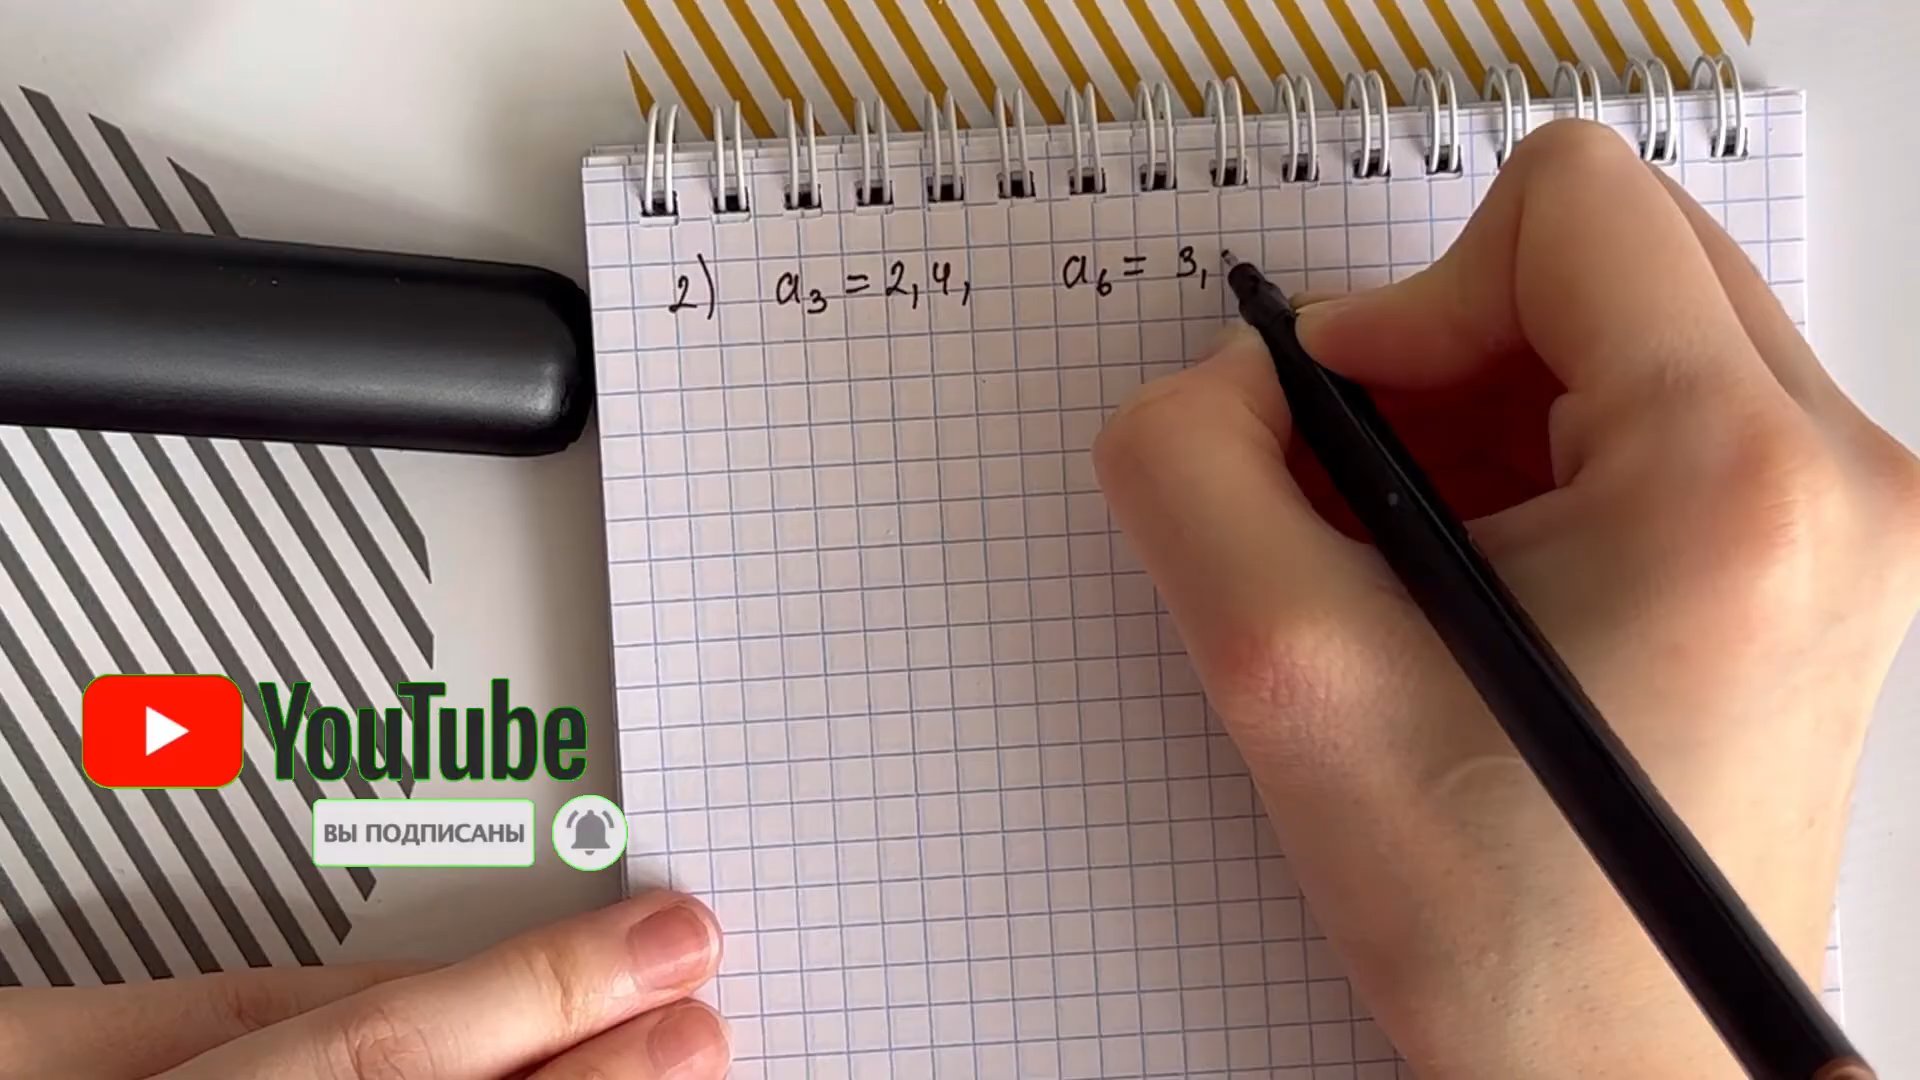 2) a₃ = 2,4, a₆ = 3,
YouTube
ВЫ ПОДПИСАНЫ